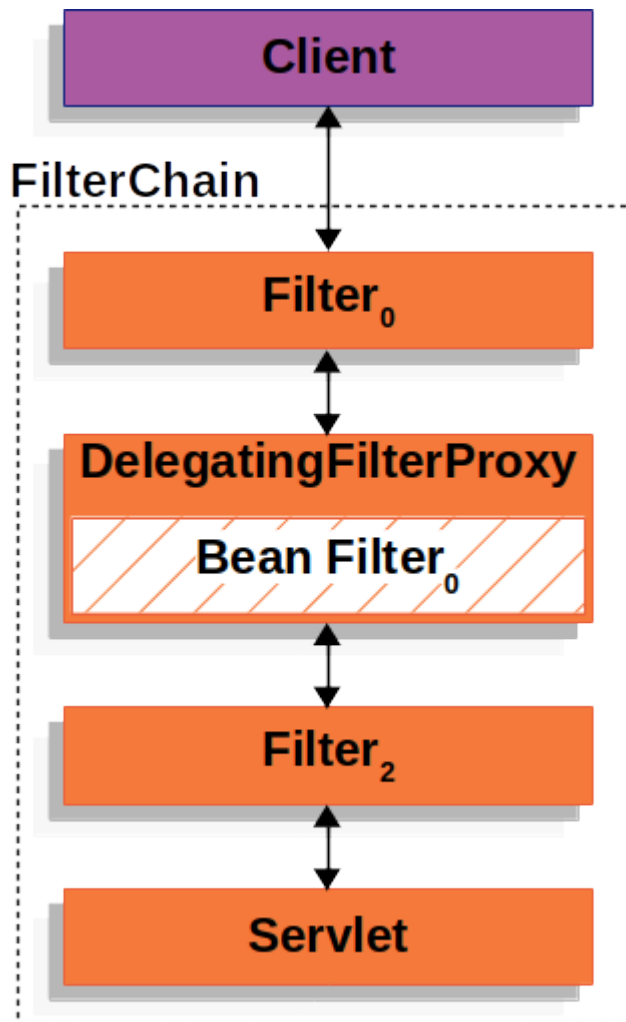 Client
FilterChain
Filter₀
DelegatingFilterProxy
Bean Filter₀
Filter₂
Servlet